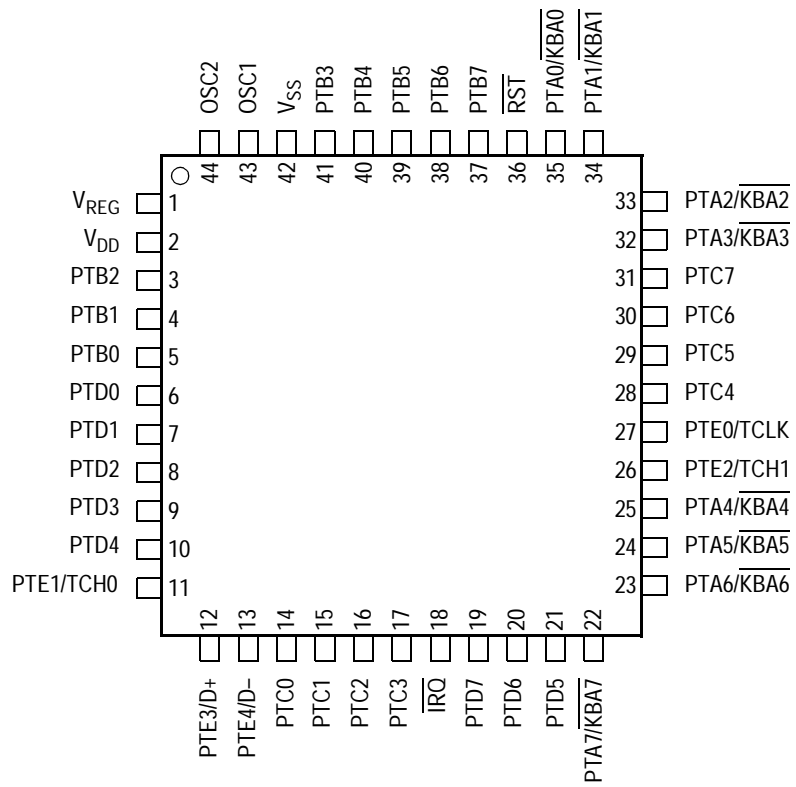 OSC2
OSC1
VSS
PTB3
PTB4
PTB5
PTB6
PTB7
RST
PTA0/KBA0
PTA1/KBA1
44
43
42
41
40
39
38
37
36
35
34
VREG 1
VDD 2
PTB2 3
PTB1 4
PTB0 5
PTD0 6
PTD1 7
PTD2 8
PTD3 9
PTD4 10
PTE1/TCH0 11
33 PTA2/KBA2
32 PTA3/KBA3
31 PTC7
30 PTC6
29 PTC5
28 PTC4
27 PTE0/TCLK
26 PTE2/TCH1
25 PTA4/KBA4
24 PTA5/KBA5
23 PTA6/KBA6
12
13
14
15
16
17
18
19
20
21
22
PTE3/D+
PTE4/D–
PTC0
PTC1
PTC2
PTC3
IRQ
PTD7
PTD6
PTD5
PTA7/KBA7